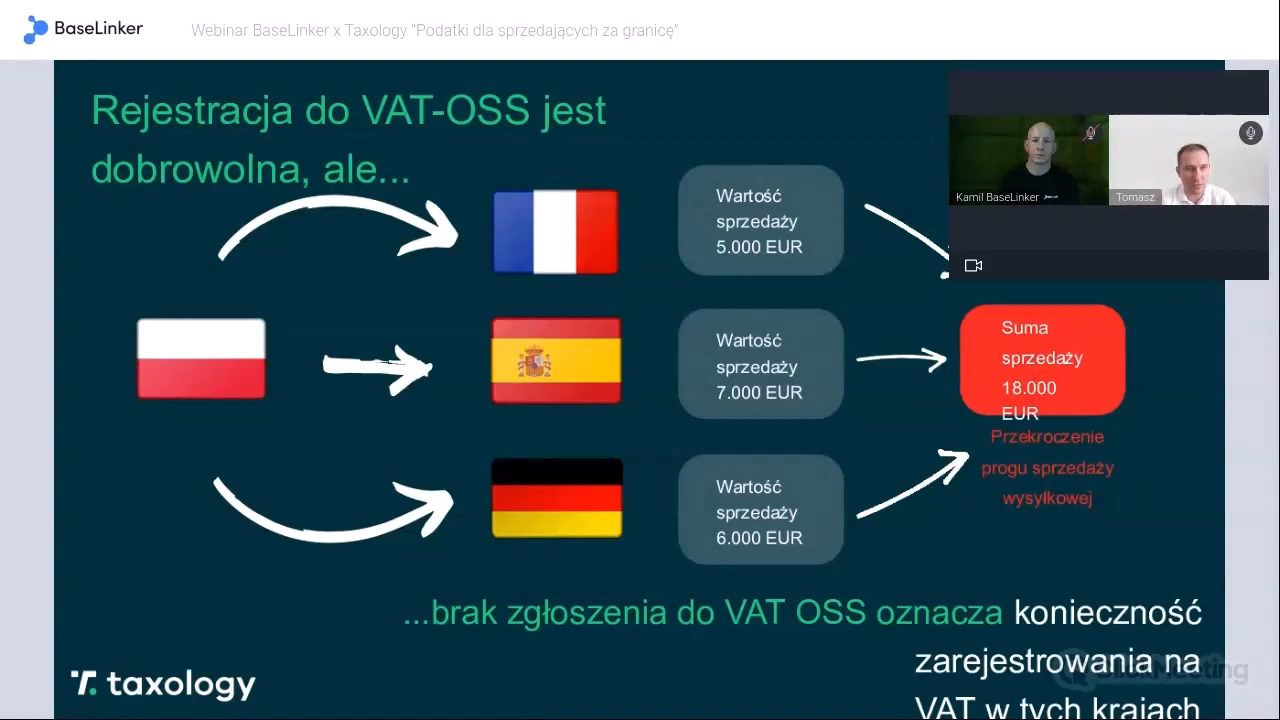 BaseLinker
Webinar BaseLinker x Taxology “Podatki dla sprzedających za granicę”
Rejestracja do VAT-OSS jest
dobrowolna, ale...
Kamil BaseLinker
Tomasz
Wartość
sprzedaży
5.000 EUR
Wartość
sprzedaży
7.000 EUR
Wartość
sprzedaży
6.000 EUR
Suma
sprzedaży
18.000
EUR
Przekroczenie
progu sprzedaży
wysyłkowej
...brak zgłoszenia do VAT OSS oznacza konieczność
zarejestrowania na
VAT w tych krajach
taxology
ClickMeeting